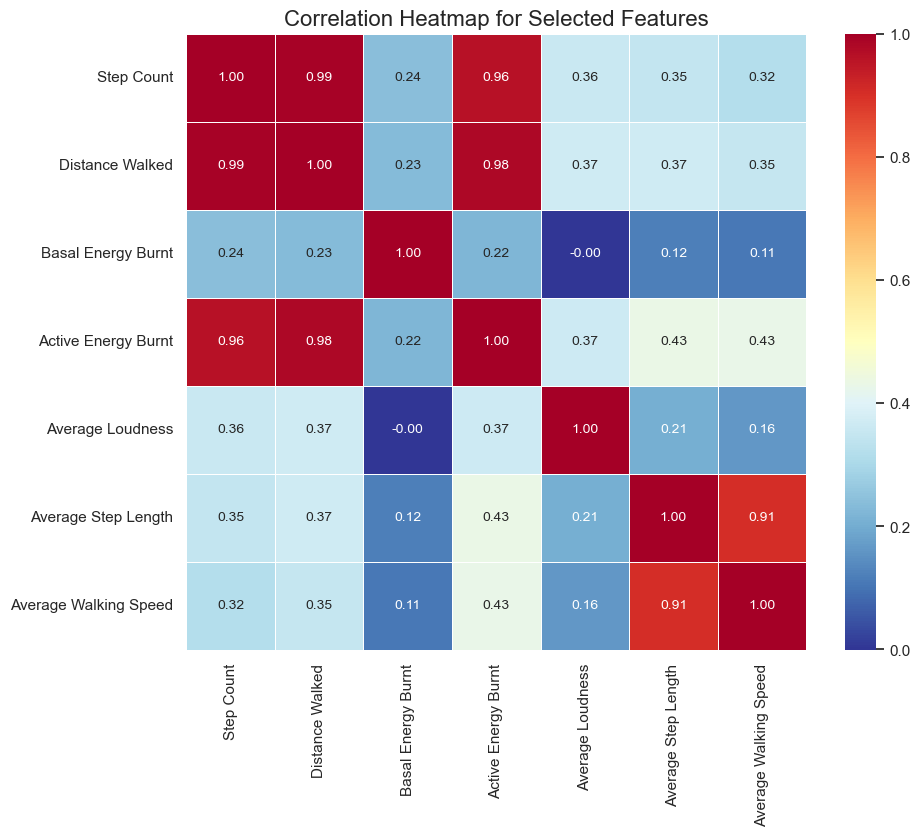 Correlation Heatmap for Selected Features
Step Count 1.00 0.99 0.24 0.96 0.36 0.35 0.32
Distance Walked 0.99 1.00 0.23 0.98 0.37 0.37 0.35
Basal Energy Burnt 0.24 0.23 1.00 0.22 -0.00 0.12 0.11
Active Energy Burnt 0.96 0.98 0.22 1.00 0.37 0.43 0.43
Average Loudness 0.36 0.37 -0.00 0.37 1.00 0.21 0.16
Average Step Length 0.35 0.37 0.12 0.43 0.21 1.00 0.91
Average Walking Speed 0.32 0.35 0.11 0.43 0.16 0.91 1.00
Step Count
Distance Walked
Basal Energy Burnt
Active Energy Burnt
Average Loudness
Average Step Length
Average Walking Speed
1.0
0.8
0.6
0.4
0.2
0.0